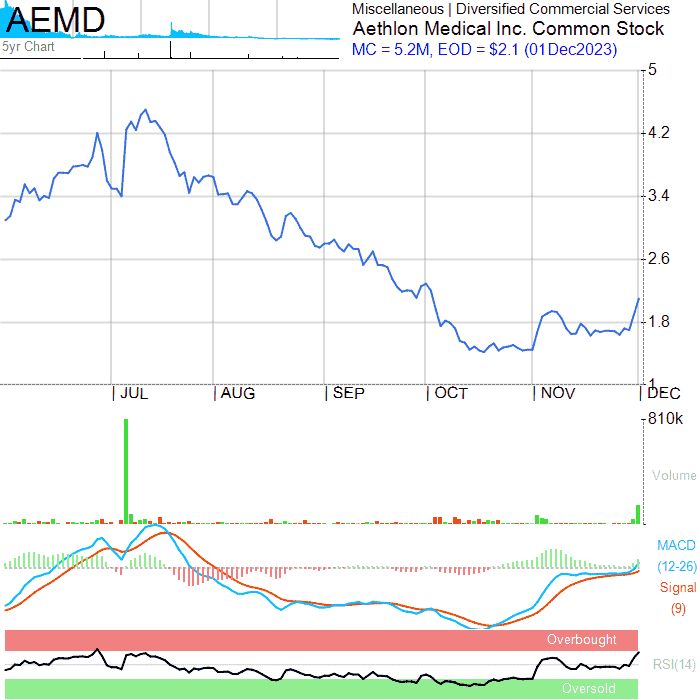 AEMD
5yr Chart
Miscellaneous | Diversified Commercial Services
Aethlon Medical Inc. Common Stock
MC = 5.2M, EOD = $2.1 (01Dec2023)
5
4.2
3.4
2.6
1.8
1
JUL AUG SEP OCT NOV DEC
810k
Volume
MACD
(12-26)
Signal
(9)
Overbought
RSI(14)
Oversold